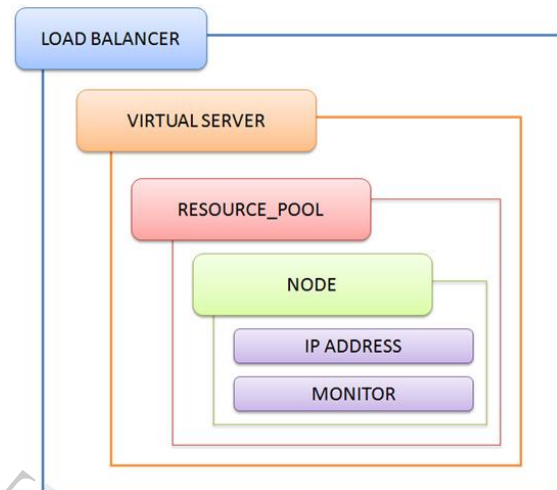 LOAD BALANCER
VIRTUAL SERVER
RESOURCE_POOL
NODE
IP ADDRESS
MONITOR